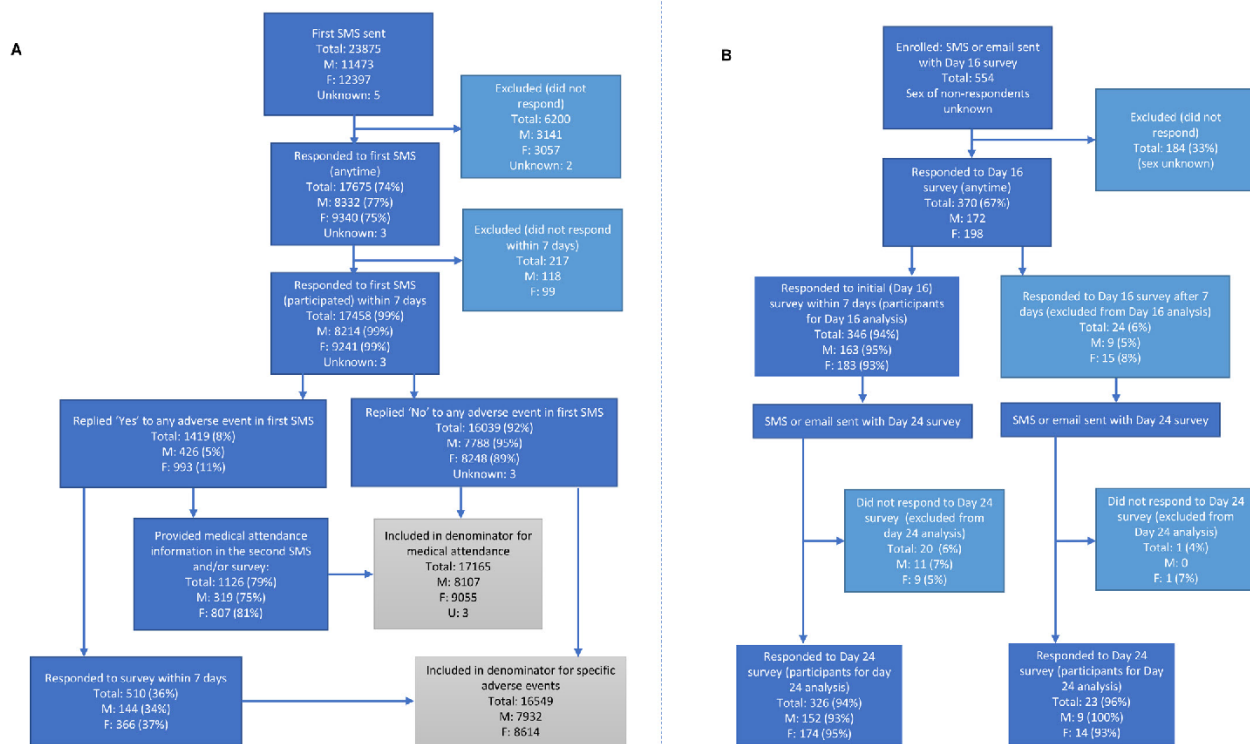 A
First SMS sent
Total: 23875
M: 11473
F: 12397
Unknown: 5
Excluded (did not
respond)
Total: 6200
M: 3141
F: 3057
Unknown: 2
Responded to first SMS
(anytime)
Total: 17675 (74%)
M: 8332 (77%)
F: 9340 (75%)
Unknown: 3
Excluded (did not respond
within 7 days)
Total: 217
M: 118
F: 99
Responded to first SMS
(participated) within 7 days
Total: 17458 (99%)
M: 8214 (99%)
F: 9241 (99%)
Unknown: 3
Replied 'Yes' to any adverse event in first SMS
Total: 1419 (8%)
M: 426 (5%)
F: 993 (11%)
Replied 'No' to any adverse event in first SMS
Total: 16039 (92%)
M: 7788 (95%)
F: 8248 (89%)
Unknown: 3
Provided medical attendance
information in the second SMS
and/or survey:
Total: 1126 (79%)
M: 319 (75%)
F: 807 (81%)
Included in denominator for
medical attendance
Total: 17165
M: 8107
F: 9055
U: 3
Responded to survey within 7 days
Total: 510 (36%)
M: 144 (34%)
F: 366 (37%)
Included in denominator for specific
adverse events
Total: 16549
M: 7932
F: 8614
B
Enrolled: SMS or email sent
with Day 16 survey
Total: 554
Sex of non-respondents
unknown
Excluded (did not
respond)
Total: 184 (33%)
(sex unknown)
Responded to Day 16
survey (anytime)
Total: 370 (67%)
M: 172
F: 198
Responded to initial (Day 16)
survey within 7 days (participants
for Day 16 analysis)
Total: 346 (94%)
M: 163 (95%)
F: 183 (93%)
Responded to Day 16 survey after 7
days (excluded from Day 16 analysis)
Total: 24 (6%)
M: 9 (5%)
F: 15 (8%)
SMS or email sent with Day 24 survey
SMS or email sent with Day 24 survey
Did not respond to Day 24
survey (excluded from
day 24 analysis)
Total: 20 (6%)
M: 11 (7%)
F: 9 (5%)
Did not respond to Day 24
survey (excluded from
Day 24 analysis)
Total: 1 (4%)
M: 0
F: 1 (7%)
Responded to Day 24
survey (participants for day
24 analysis)
Total: 326 (94%)
M: 152 (93%)
F: 174 (95%)
Responded to Day 24
survey (participants for Day
24 analysis)
Total: 23 (96%)
M: 9 (100%)
F: 14 (93%)